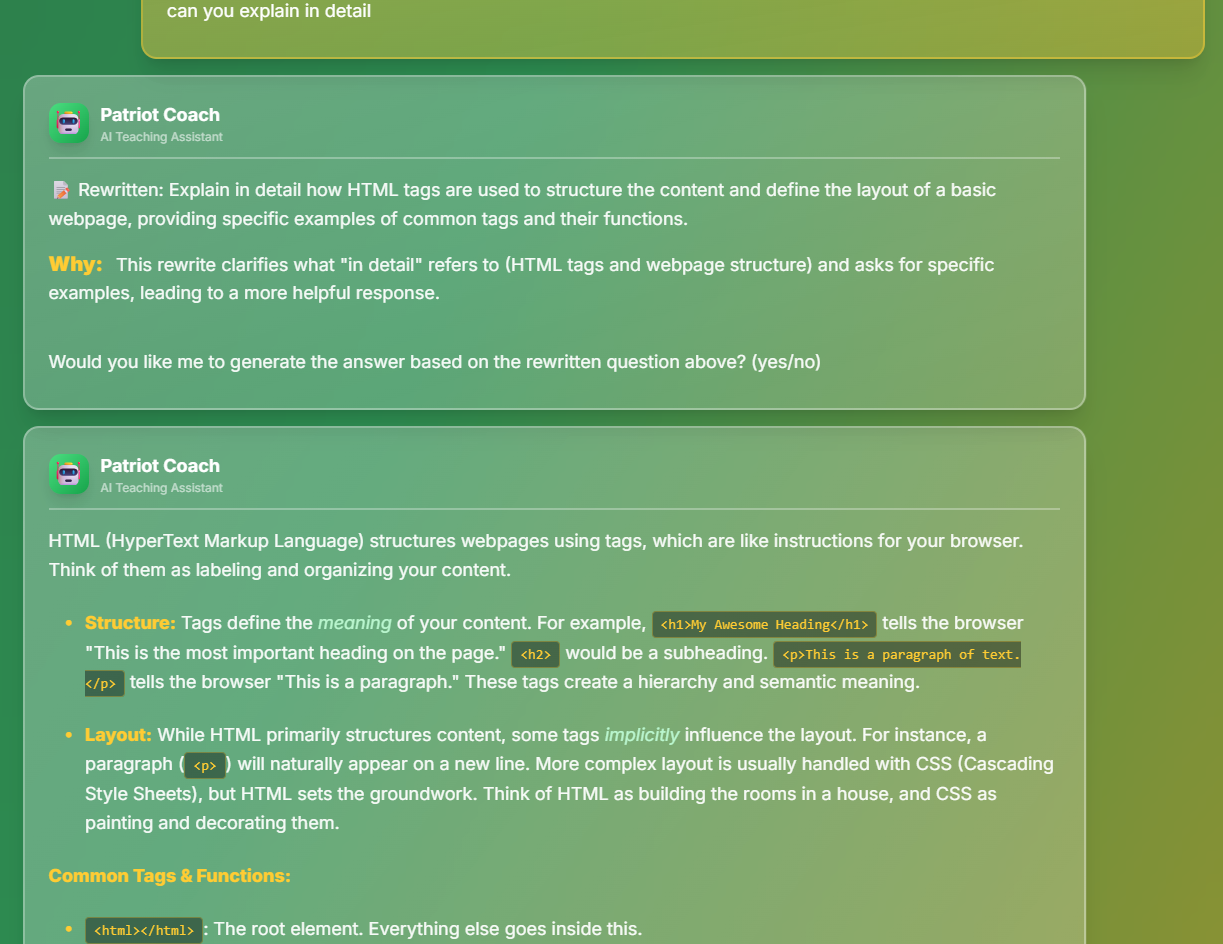 can you explain in detail
Patriot Coach
AI Teaching Assistant
📝 Rewritten: Explain in detail how HTML tags are used to structure the content and define the layout of a basic
webpage, providing specific examples of common tags and their functions.
Why: This rewrite clarifies what "in detail" refers to (HTML tags and webpage structure) and asks for specific
examples, leading to a more helpful response.
Would you like me to generate the answer based on the rewritten question above? (yes/no)
Patriot Coach
AI Teaching Assistant
HTML (HyperText Markup Language) structures webpages using tags, which are like instructions for your browser.
Think of them as labeling and organizing your content.
• Structure: Tags define the meaning of your content. For example, <h1>My Awesome Heading</h1> tells the browser
"This is the most important heading on the page." <h2> would be a subheading. <p>This is a paragraph of text.
</p> tells the browser "This is a paragraph." These tags create a hierarchy and semantic meaning.
• Layout: While HTML primarily structures content, some tags implicitly influence the layout. For instance, a
paragraph (<p>) will naturally appear on a new line. More complex layout is usually handled with CSS (Cascading
Style Sheets), but HTML sets the groundwork. Think of HTML as building the rooms in a house, and CSS as
painting and decorating them.
Common Tags & Functions:
• <html></html>: The root element. Everything else goes inside this.